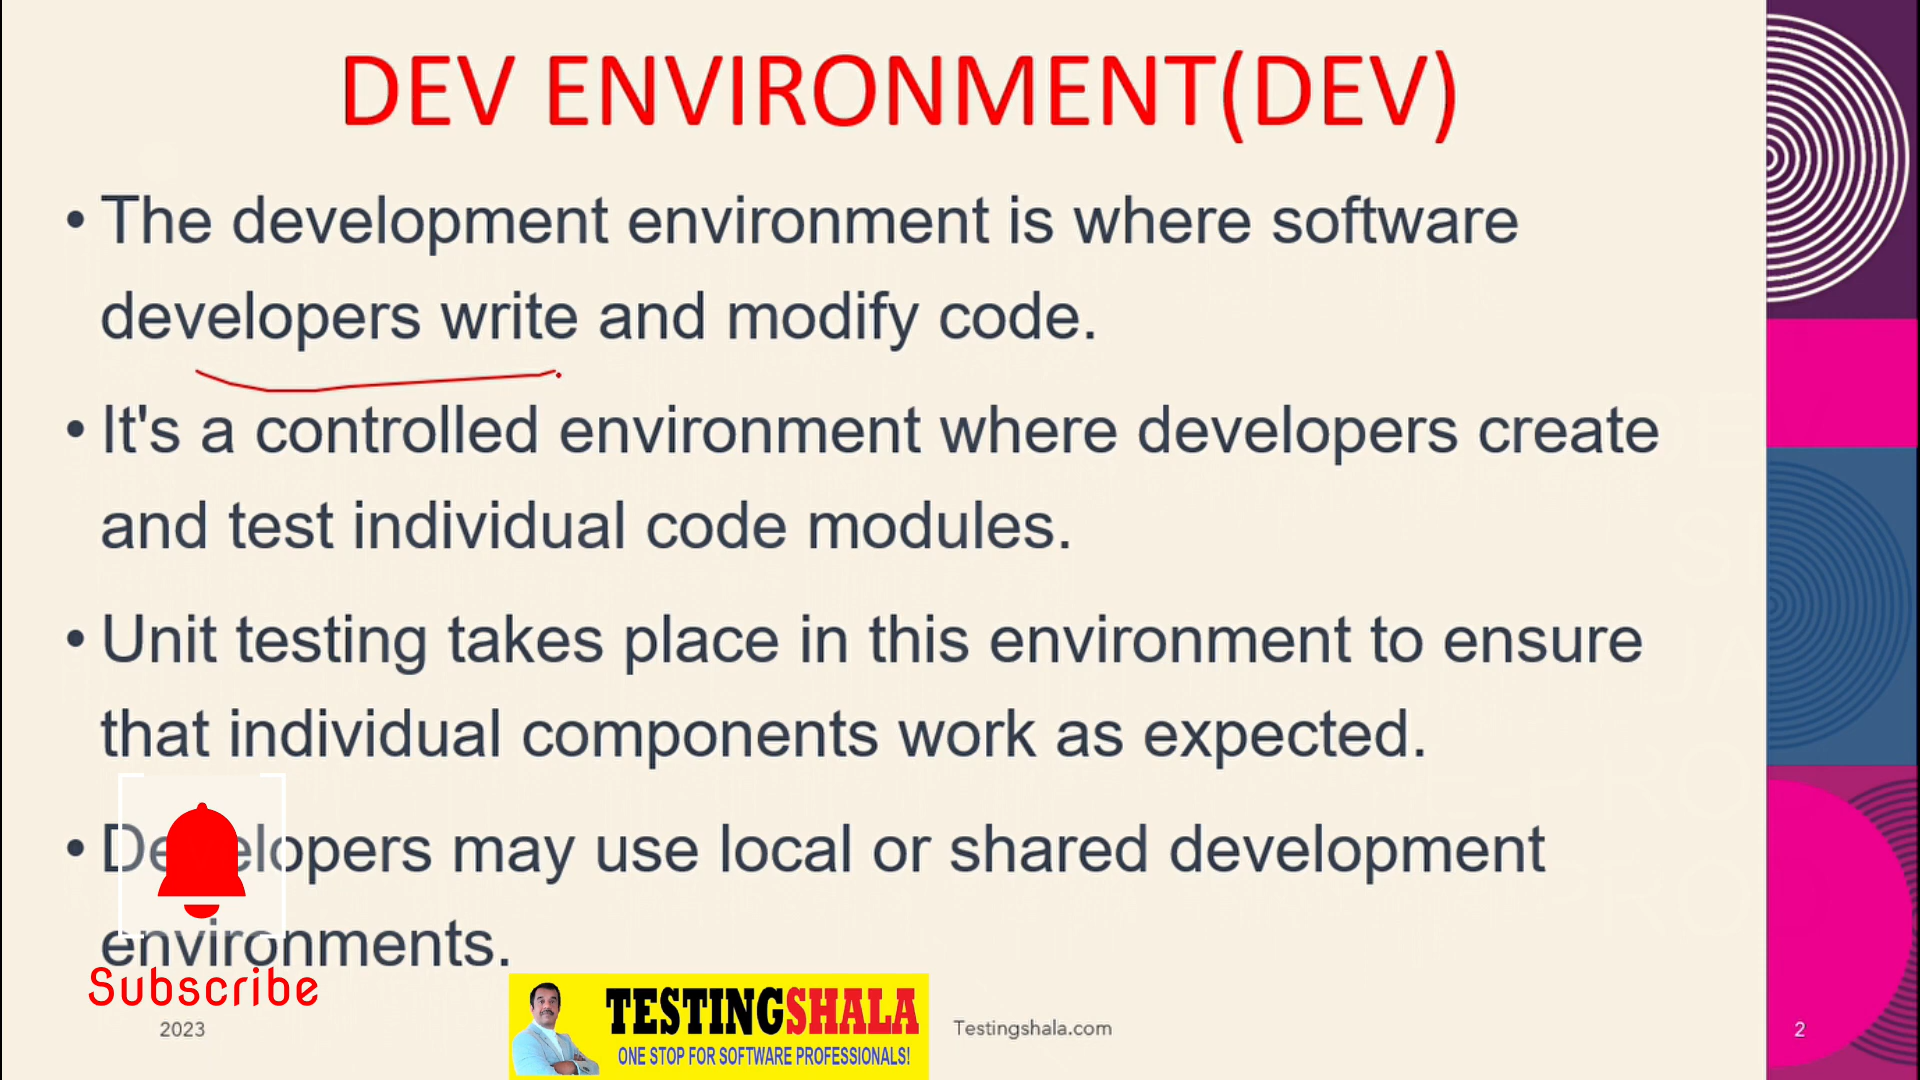 DEV ENVIRONMENT(DEV)
• The development environment is where software
developers write and modify code.
• It's a controlled environment where developers create
and test individual code modules.
• Unit testing takes place in this environment to ensure
that individual components work as expected.
• Developers may use local or shared development
environments.
Subscribe
2023
TESTINGSHALA
ONE STOP FOR SOFTWARE PROFESSIONALS!
Testingshala.com
2